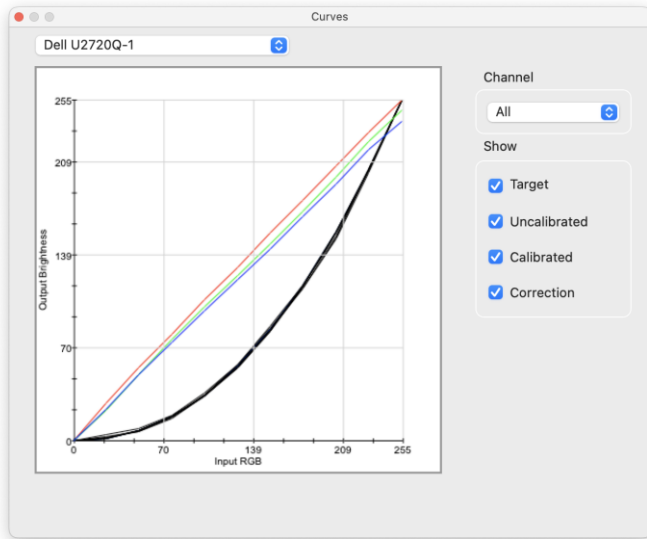 Curves
Dell U2720Q-1
Channel
All
Show
Target
Uncalibrated
Calibrated
Correction
Output Brightness
255
209
139
70
0
0 70 139 209 255
Input RGB